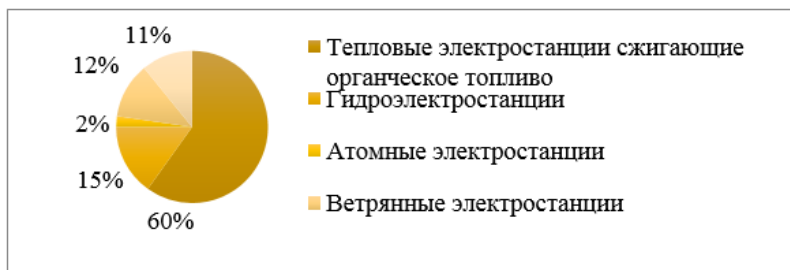 11%
12%
2%
15%
60%
Тепловые электростанции сжигающие
органческое топливо
Гидроэлектростанции
Атомные электростанции
Ветрянные электростанции